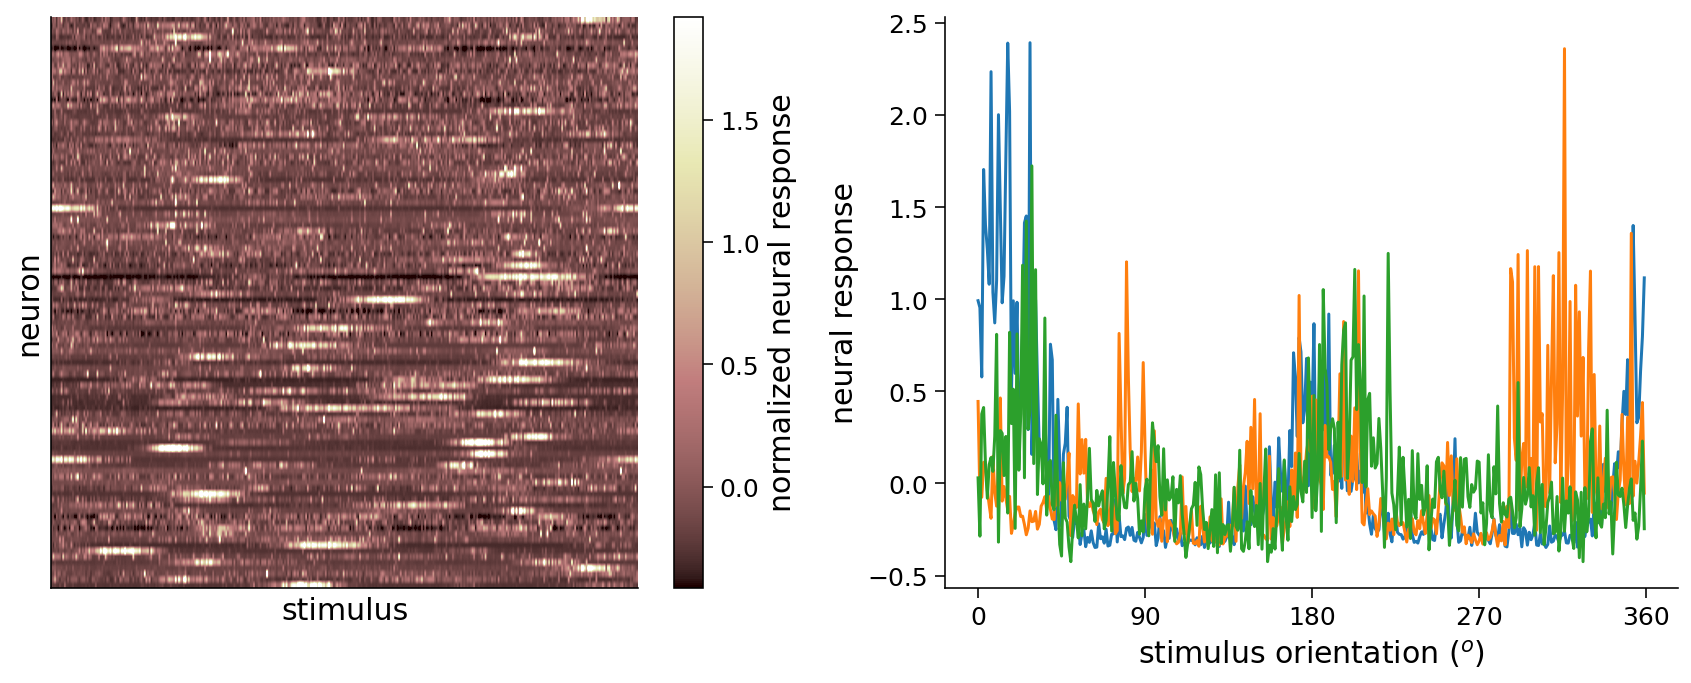 neuron
stimulus
1.5
1.0
0.5
0.0
normalized neural response
neural response
2.5
2.0
1.5
1.0
0.5
0.0
−0.5
0 90 180 270 360
stimulus orientation (°)